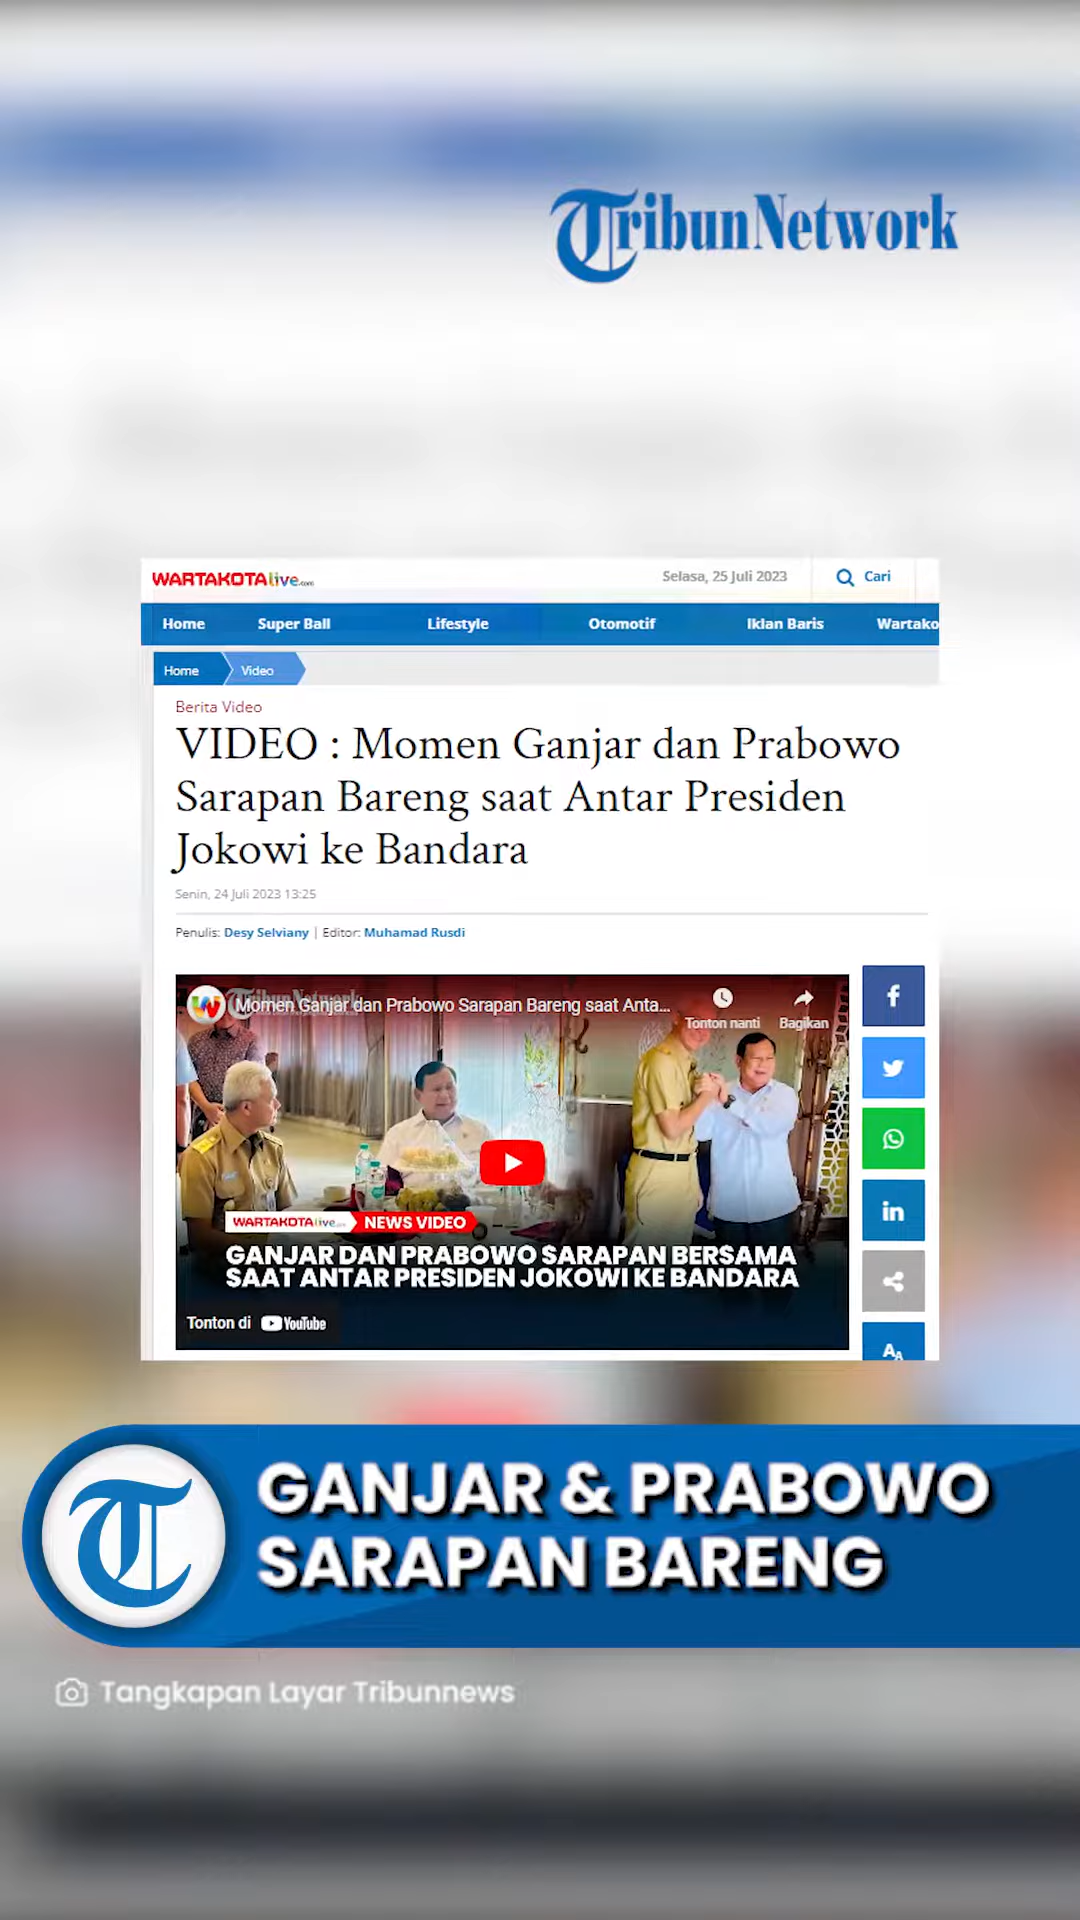 TribunNetwork
WARTAKOTAlive.com
Selasa, 25 Juli 2023
Cari
Home Super Ball Lifestyle Otomotif Iklan Baris Wartako
Home Video
Berita Video
VIDEO : Momen Ganjar dan Prabowo
Sarapan Bareng saat Antar Presiden
Jokowi ke Bandara
Senin, 24 Juli 2023 13:25
Penulis: Desy Selviany | Editor: Muhamad Rusdi
TribunNetwork
Momen Ganjar dan Prabowo Sarapan Bareng saat Anta...
Tonton nanti Bagikan
WARTAKOTAlive.com NEWS VIDEO
GANJAR DAN PRABOWO SARAPAN BERSAMA
SAAT ANTAR PRESIDEN JOKOWI KE BANDARA
Tonton di YouTube
AA
GANJAR & PRABOWO
SARAPAN BARENG
Tangkapan Layar Tribunnews